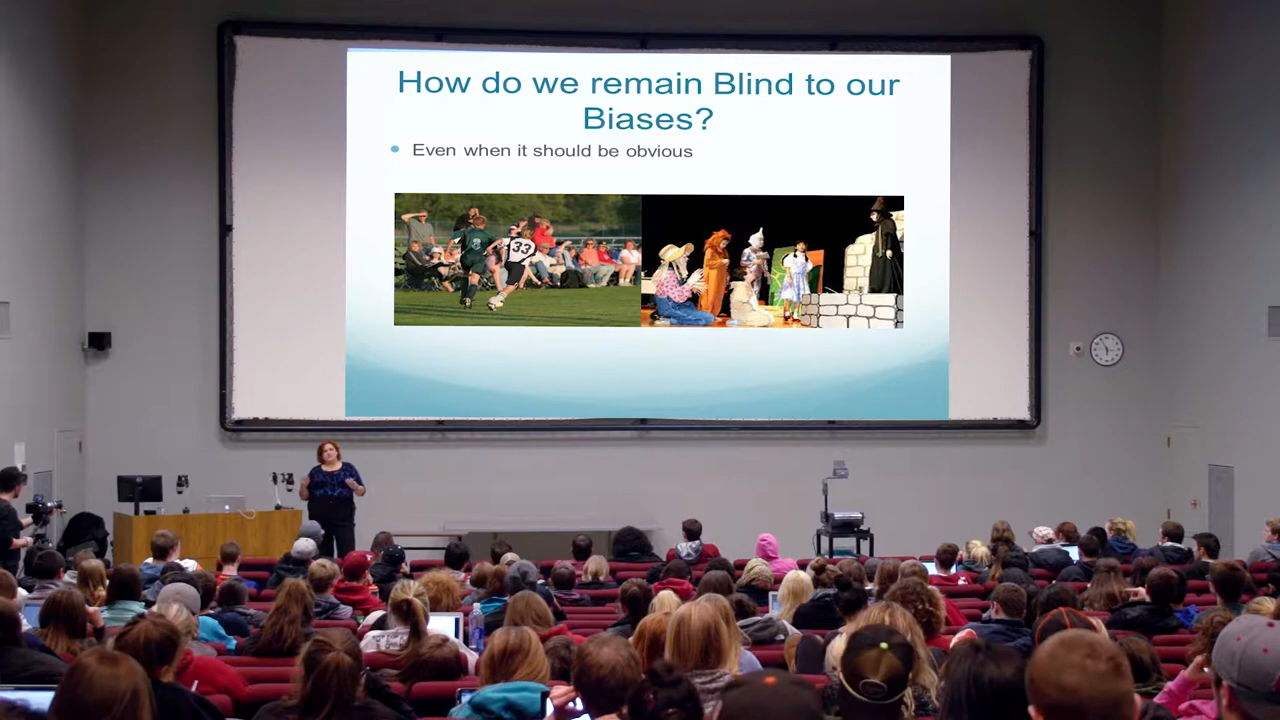 How do we remain Blind to our
Biases?
Even when it should be obvious
33